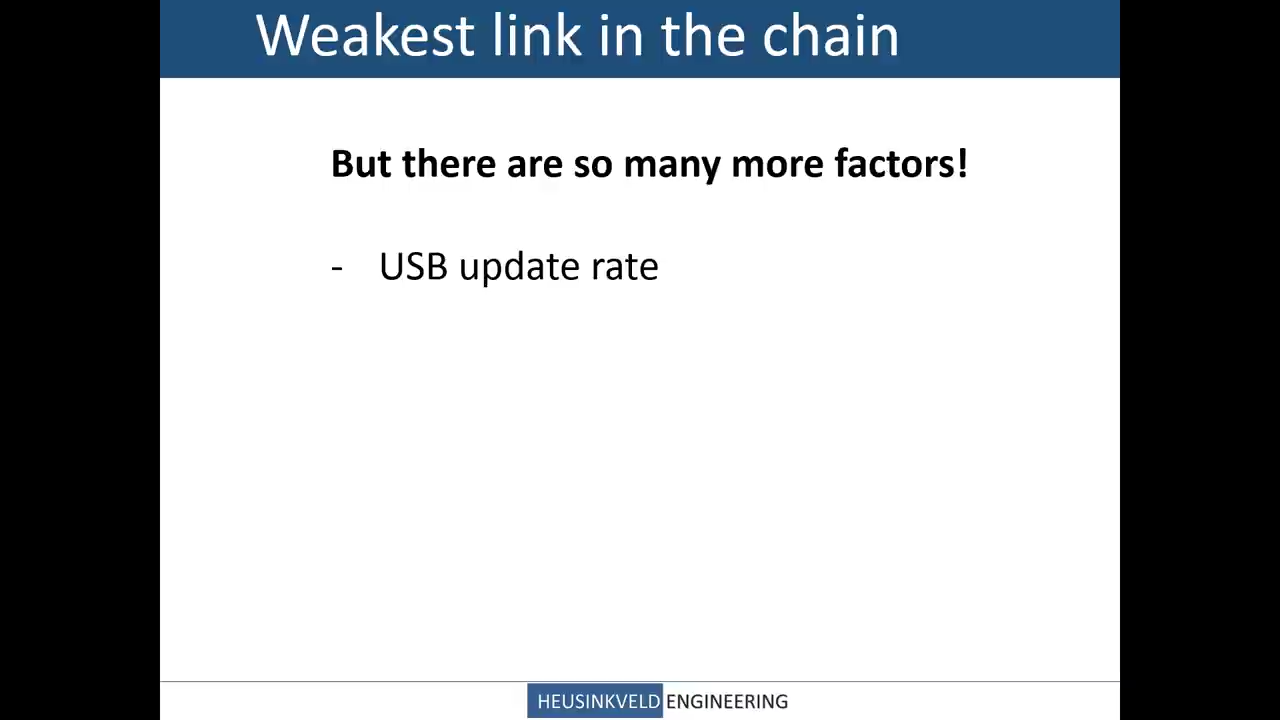 Weakest link in the chain
But there are so many more factors!
- USB update rate
HEUSINKVELD ENGINEERING